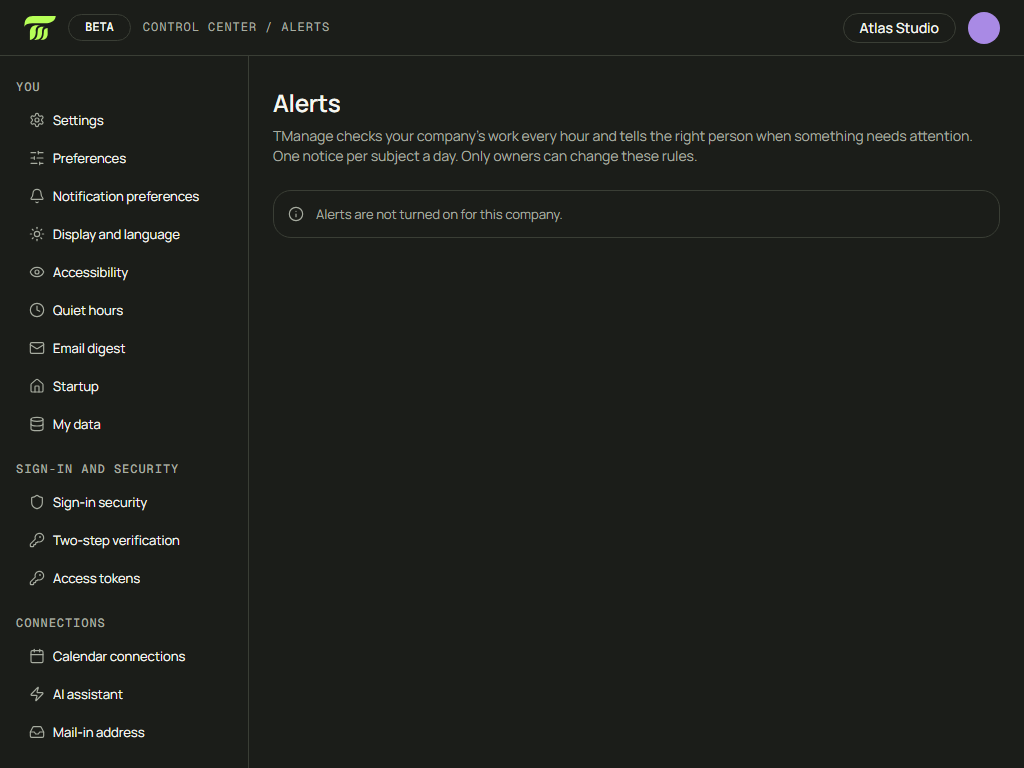 BETA
CONTROL CENTER / ALERTS
Atlas Studio
YOU
Settings
Preferences
Notification preferences
Display and language
Accessibility
Quiet hours
Email digest
Startup
My data
SIGN-IN AND SECURITY
Sign-in security
Two-step verification
Access tokens
CONNECTIONS
Calendar connections
AI assistant
Mail-in address
Alerts
TManage checks your company's work every hour and tells the right person when something needs attention.
One notice per subject a day. Only owners can change these rules.
Alerts are not turned on for this company.